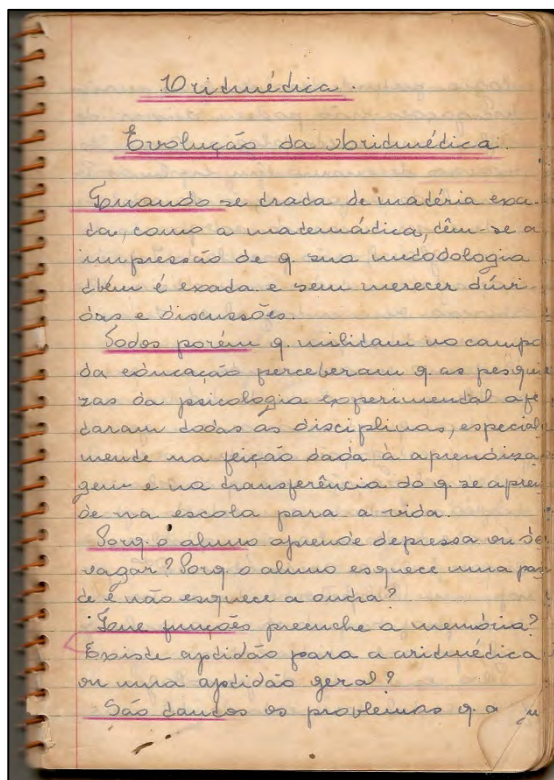 Aritmética.
Evolução da Aritmética.
Quando se trata de matéria exa-
ta, como a matemática, têm-se a
impressão de q. sua metodologia
tbém é exata e sem merecer dúvi-
das e discussões.
Todos porém q. militam no campo
da educação perceberam q. as pesqui
zas da psicologia experimental afe
taram todas as disciplinas, especial
mente na feição dada à aprendiza
gem e na transferência do q. se apren
de na escola para a vida.
Porq. o aluno aprende depressa ou de
vagar? Porq. o aluno esquece uma par
te e não esquece a outra?
Que funções preenche a memória?
Existe aptidão para a aritmética
ou uma aptidão geral?
São tantos os problemas q. a